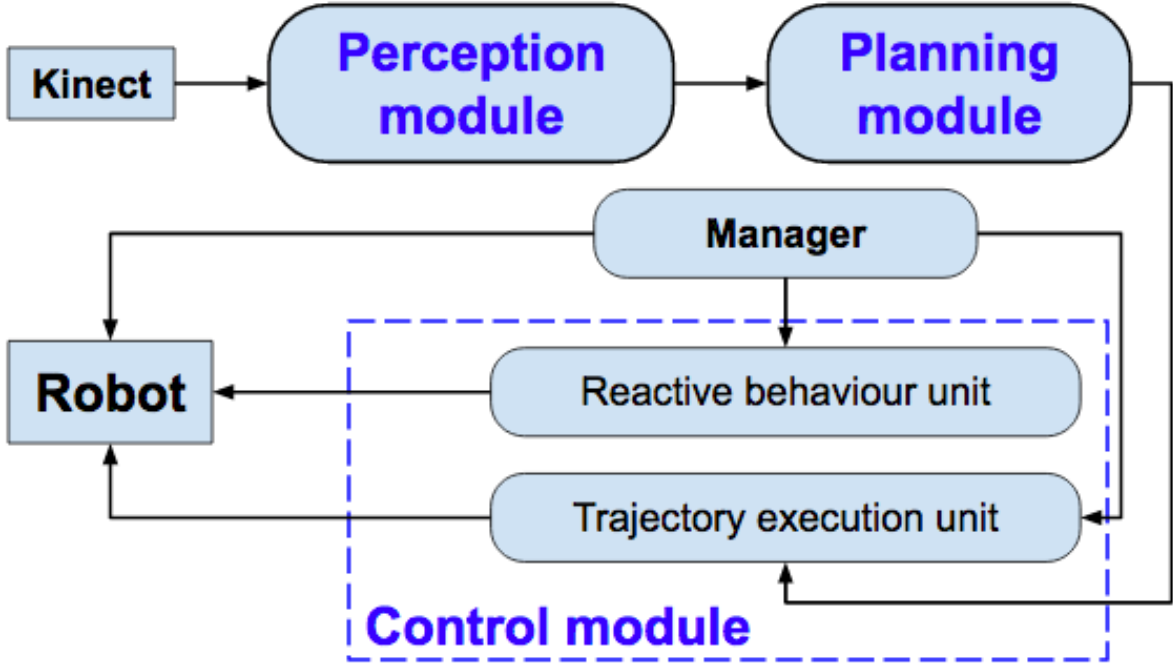 Kinect
Perception
module
Planning
module
Manager
Robot
Reactive behaviour unit
Trajectory execution unit
Control module